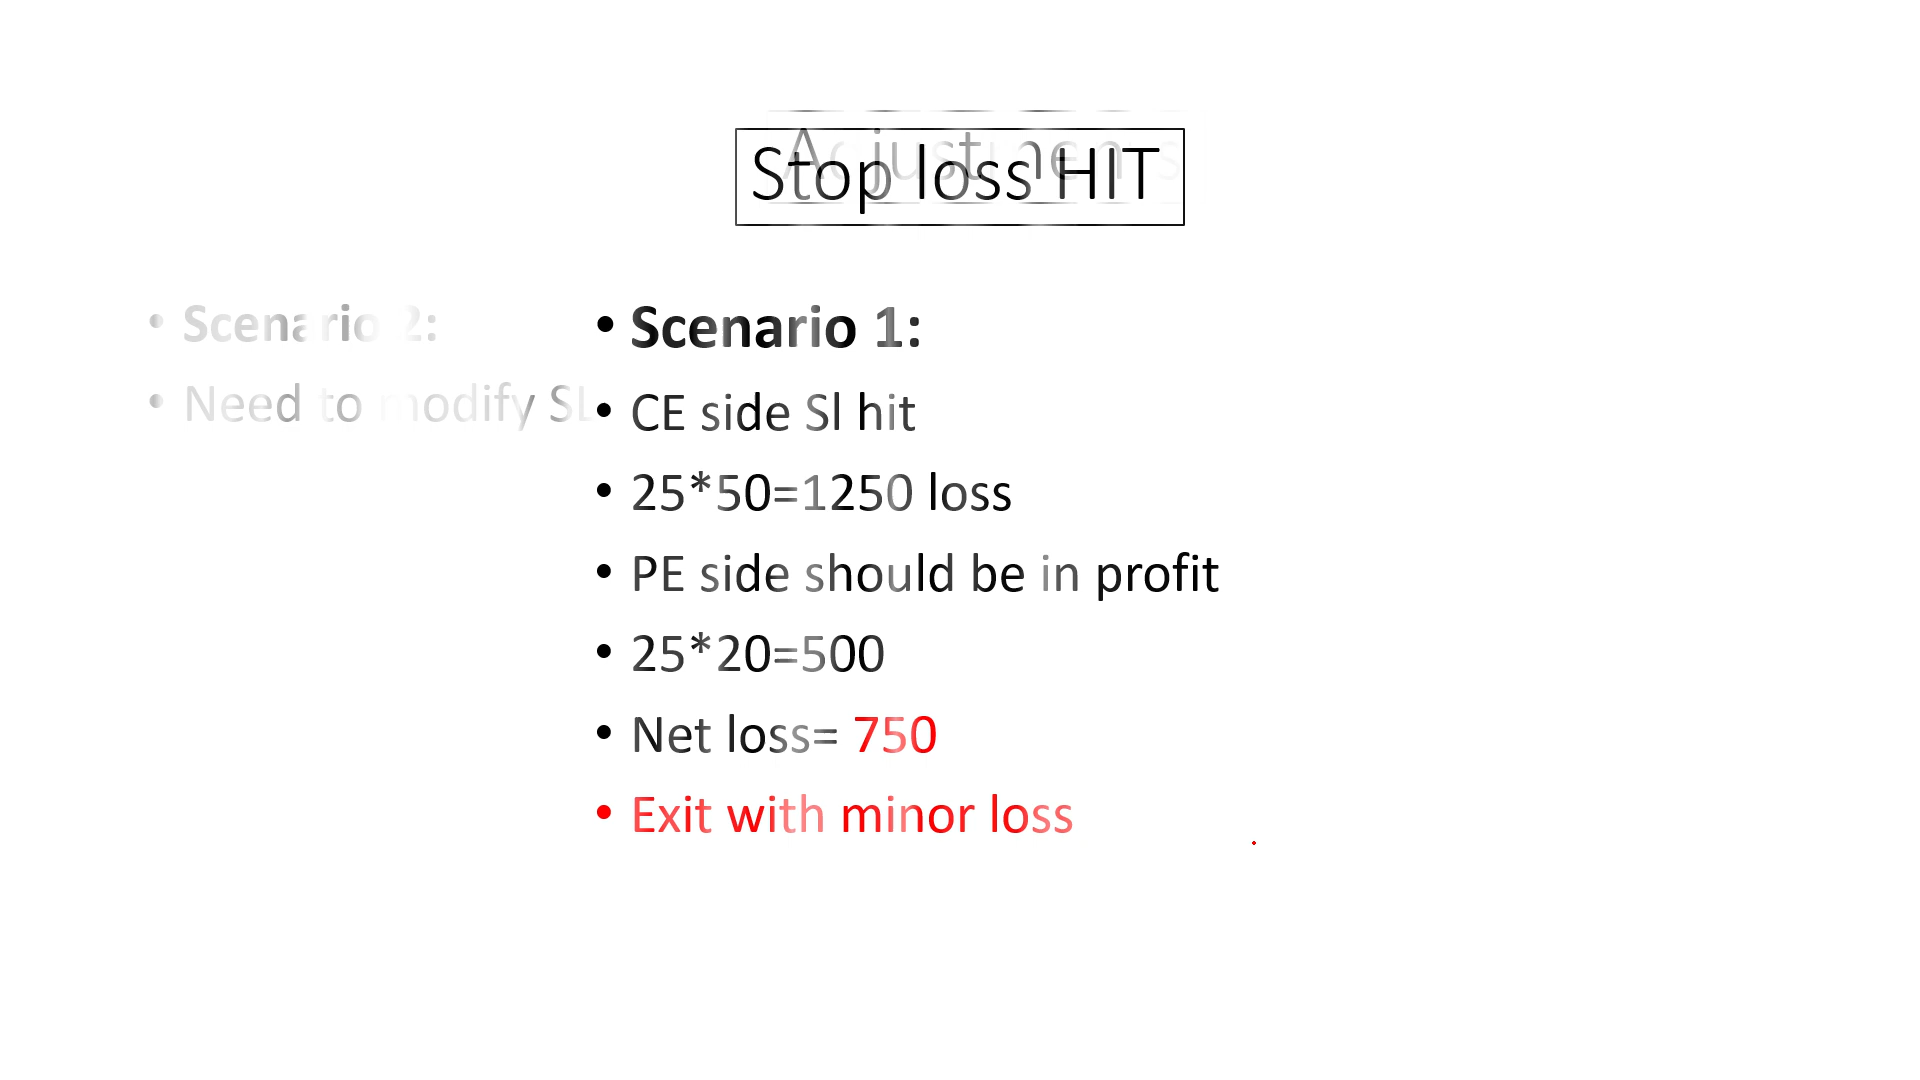 Adjustments
Stop loss HIT
• Scenario 2:
• Need to modify SL
• Scenario 1:
• CE side Sl hit
• 25*50=1250 loss
• PE side should be in profit
• 25*20=500
• Net loss= 750
• Exit with minor loss